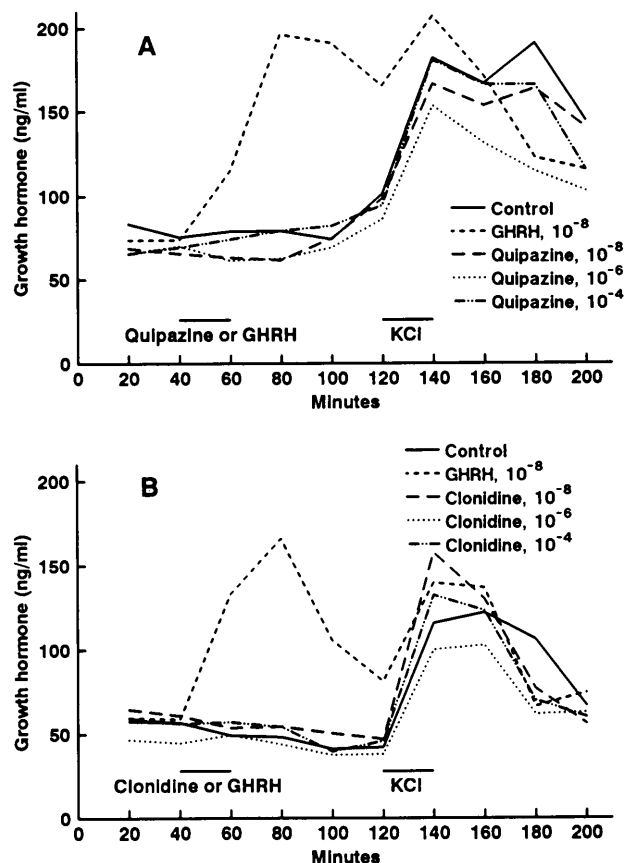 A
Growth hormone (ng/ml)
200
150
100
50
0
Control
GHRH, 10⁻⁸
Quipazine, 10⁻⁸
Quipazine, 10⁻⁶
Quipazine, 10⁻⁴
Quipazine or GHRH
KCl
0 20 40 60 80 100 120 140 160 180 200
Minutes
B
Growth hormone (ng/ml)
200
150
100
50
0
Control
GHRH, 10⁻⁸
Clonidine, 10⁻⁸
Clonidine, 10⁻⁶
Clonidine, 10⁻⁴
Clonidine or GHRH
KCl
0 20 40 60 80 100 120 140 160 180 200
Minutes